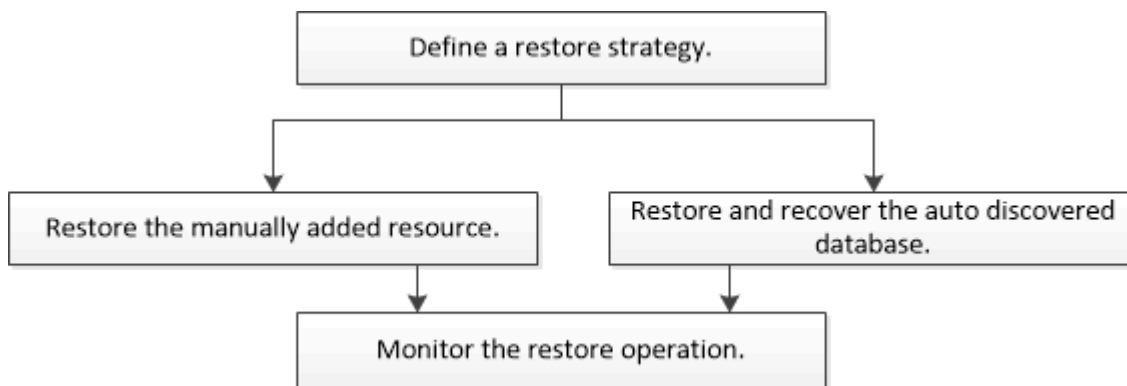 Define a restore strategy.
Restore the manually added resource.
Restore and recover the auto discovered
database.
Monitor the restore operation.